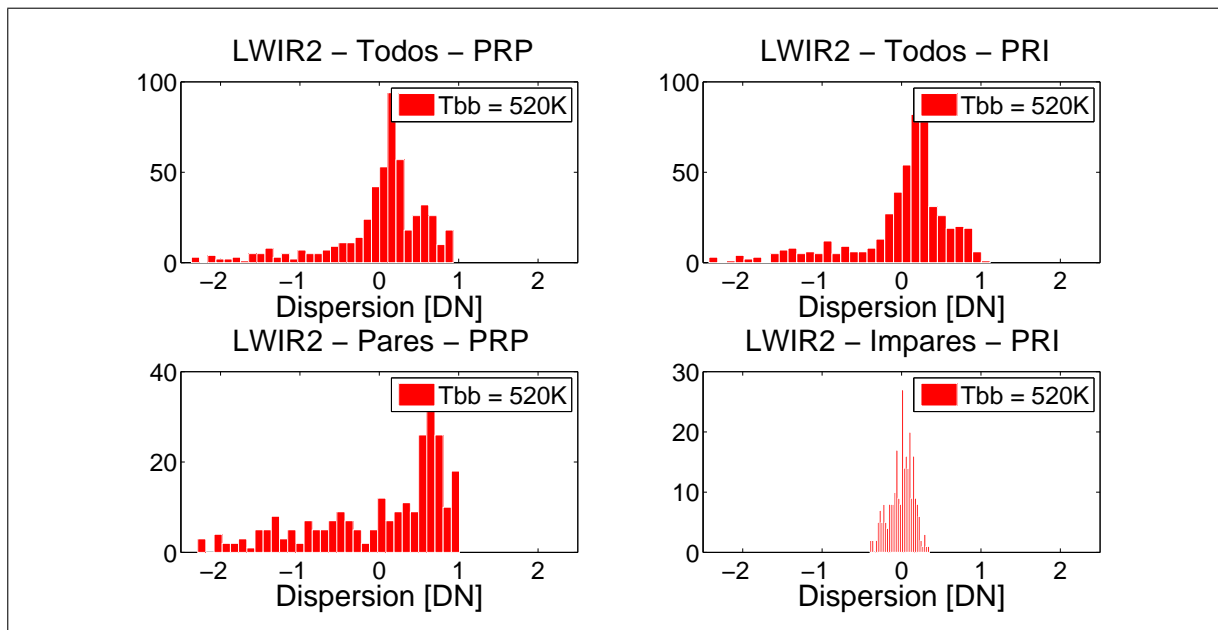 LWIR2 − Todos − PRP
100
50
0
Tbb = 520K
−2 −1 0 1 2
Dispersion [DN]
LWIR2 − Todos − PRI
100
50
0
Tbb = 520K
−2 −1 0 1 2
Dispersion [DN]
LWIR2 − Pares − PRP
40
20
0
Tbb = 520K
−2 −1 0 1 2
Dispersion [DN]
LWIR2 − Impares − PRI
30
20
10
0
Tbb = 520K
−2 −1 0 1 2
Dispersion [DN]